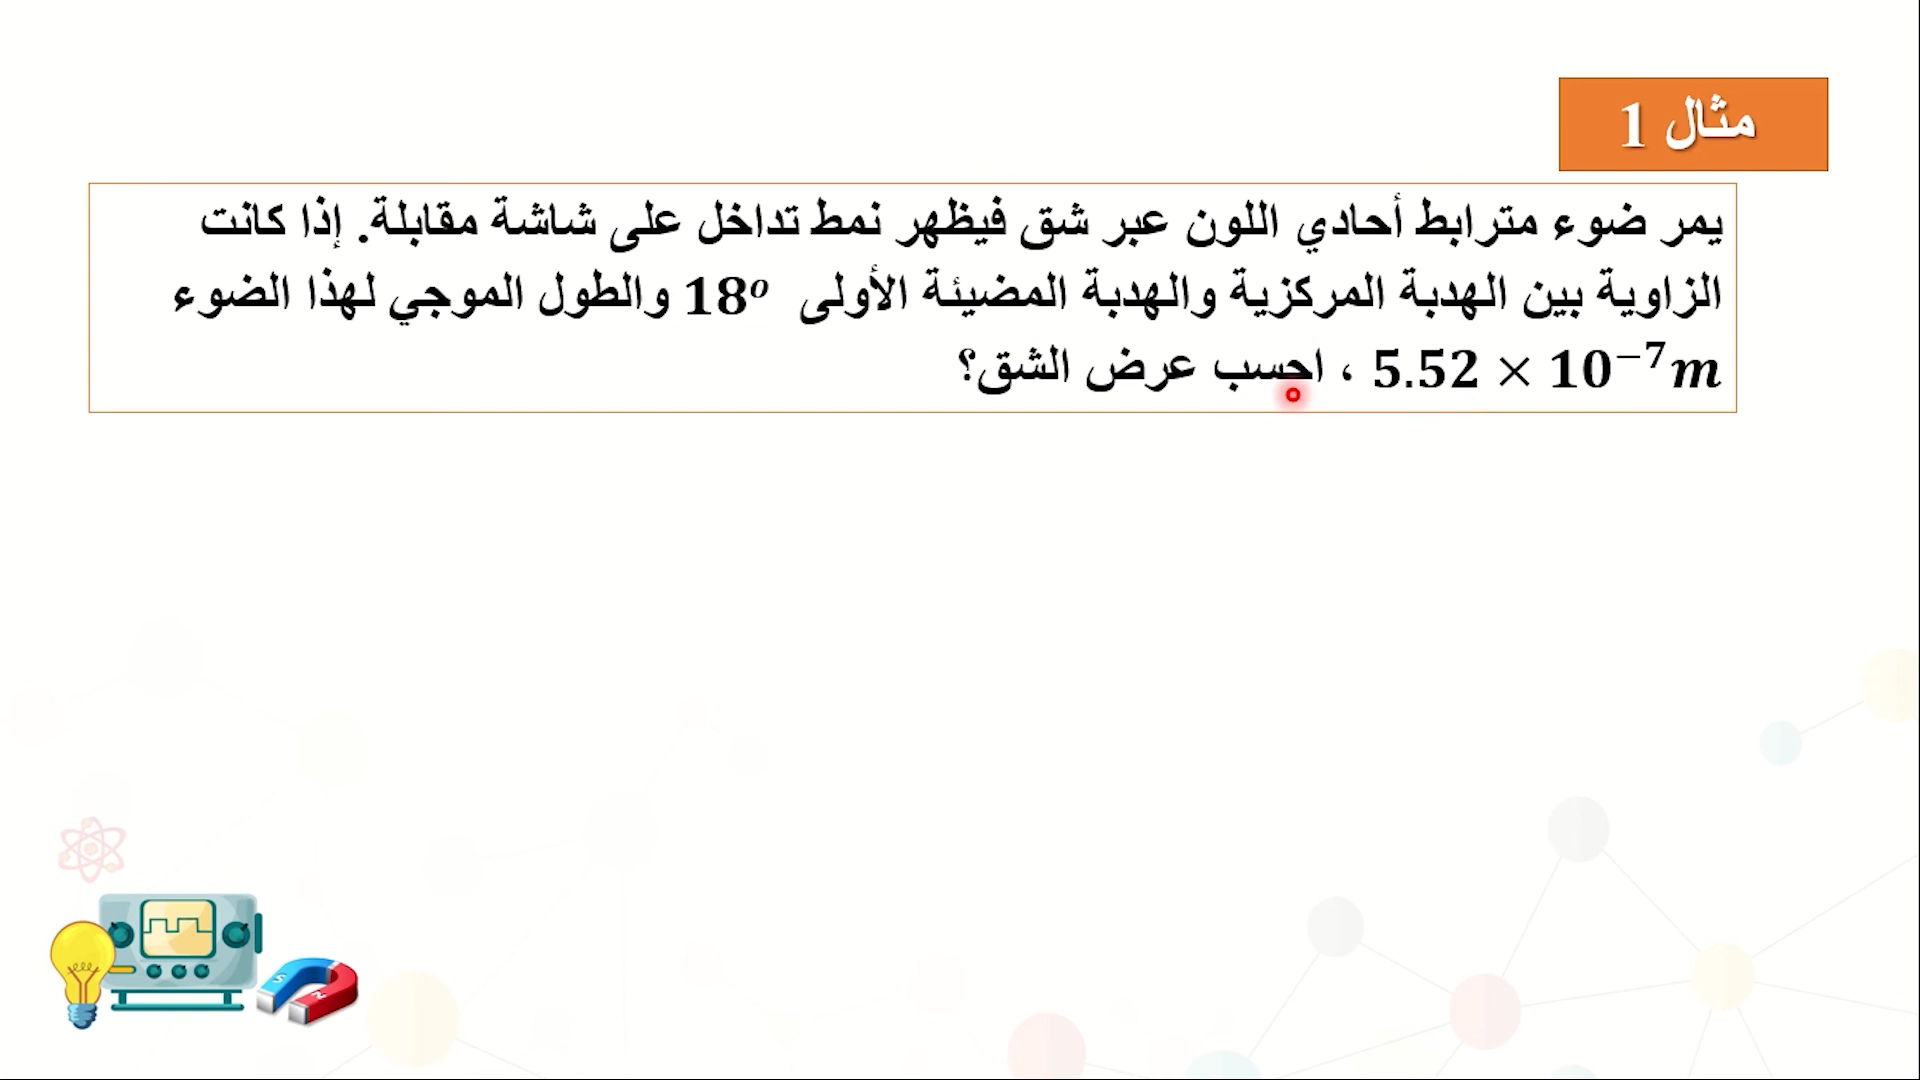 مثال 1
يمر ضوء مترابط أحادي اللون عبر شق فيظهر نمط تداخل على شاشة مقابلة. إذا كانت
الزاوية بين الهدبة المركزية والهدبة المضيئة الأولى 18° والطول الموجي لهذا الضوء
5.52 × 10⁻⁷m ، احسب عرض الشق؟
S N